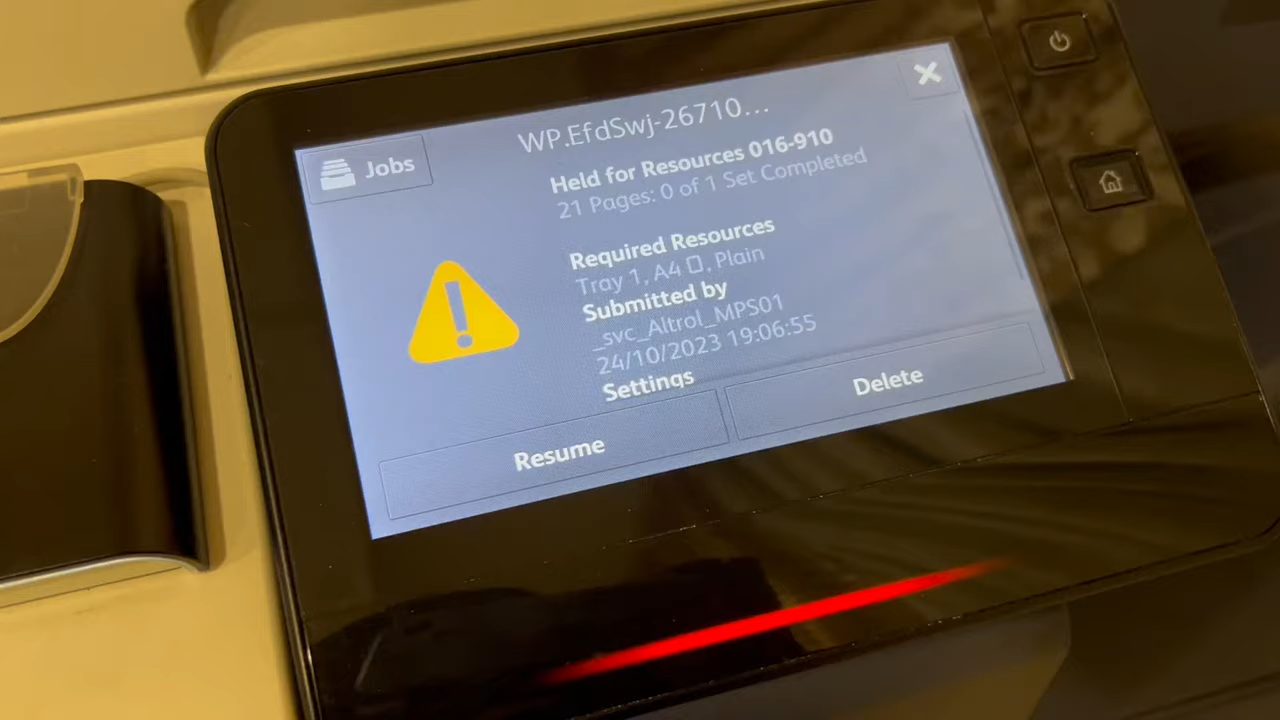 WP.EfdSwj-26710...
Jobs
Held for Resources 016-910
21 Pages: 0 of 1 Set Completed
Required Resources
Tray 1, A4 ▯, Plain
Submitted by
_svc_Altrol_MPS01
24/10/2023 19:06:55
Settings
Resume
Delete